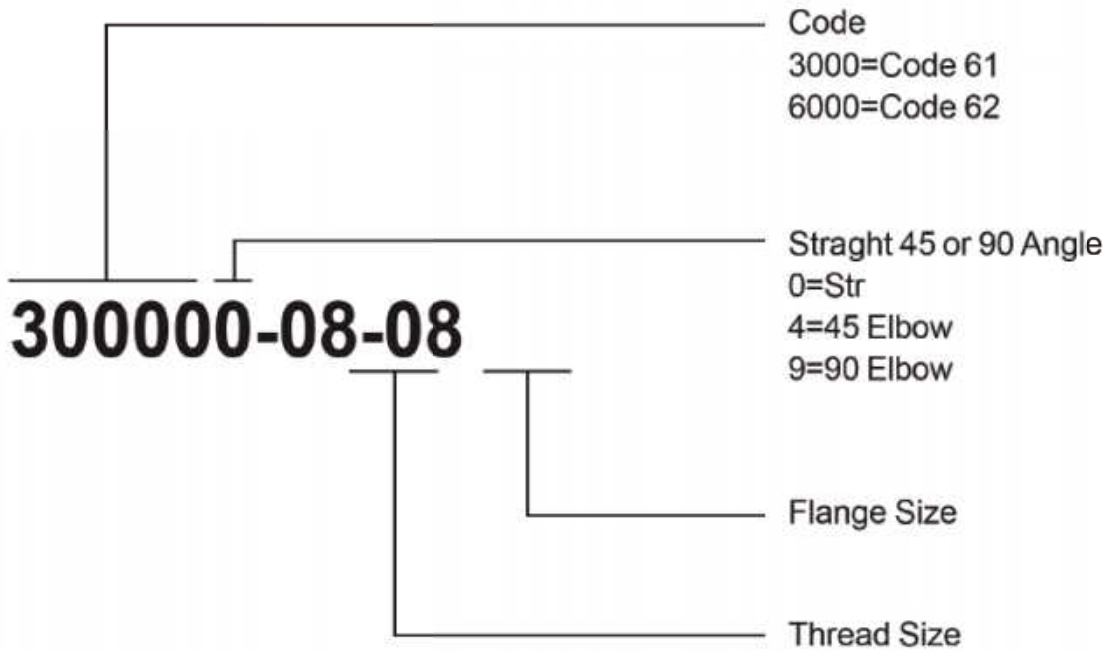 Code
3000=Code 61
6000=Code 62
Straght 45 or 90 Angle
0=Str
4=45 Elbow
9=90 Elbow
300000-08-08
Flange Size
Thread Size